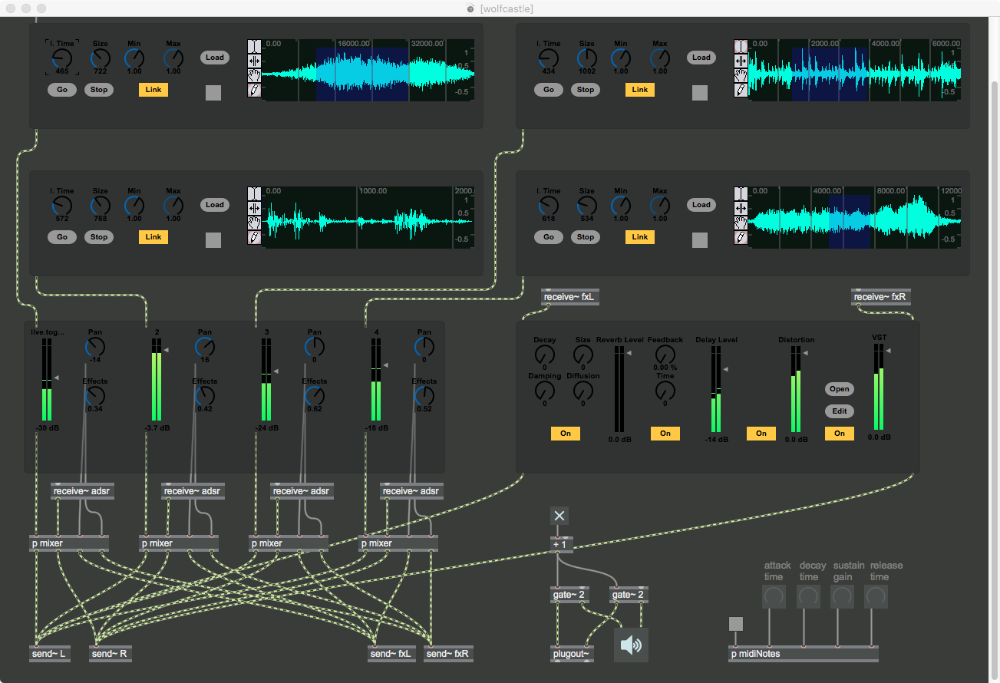 [wolfcastle]
I. Time Size Min Max
465 722 1.00 1.00
Load
Go Stop Link
0.00 16000.00 32000.00
1
0.5
-0.5
I. Time Size Min Max
434 1002 1.00 1.00
Load
Go Stop Link
0.00 2000.00 4000.00 6000.00
1
0.5
-0.5
I. Time Size Min Max
572 768 1.00 1.00
Load
Go Stop Link
0.00 1000.00 2000.
1
0.5
-0.5
I. Time Size Min Max
618 534 1.00 1.00
Load
Go Stop Link
0.00 4000.00 8000.00 12000
1
0.5
-0.5
receive~ fxL
receive~ fxR
live.tog... Pan 2 Pan 3 Pan 4 Pan
-14 16 0 0
Effects Effects Effects Effects
0.34 0.42 0.62 0.52
-30 dB -3.7 dB -24 dB -18 dB
Decay Size Reverb Level Feedback Delay Level Distortion VST
0 0 0.00 %
Damping Diffusion Time
0 0 0
Open
Edit
On On On On
0.0 dB -14 dB 0.0 dB 0.0 dB
receive~ adsr receive~ adsr receive~ adsr receive~ adsr
p mixer p mixer p mixer p mixer
send~ L send~ R send~ fxL send~ fxR
+ 1
gate~ 2 gate~ 2
plugout~
attack time
decay time
sustain gain
release time
p midiNotes